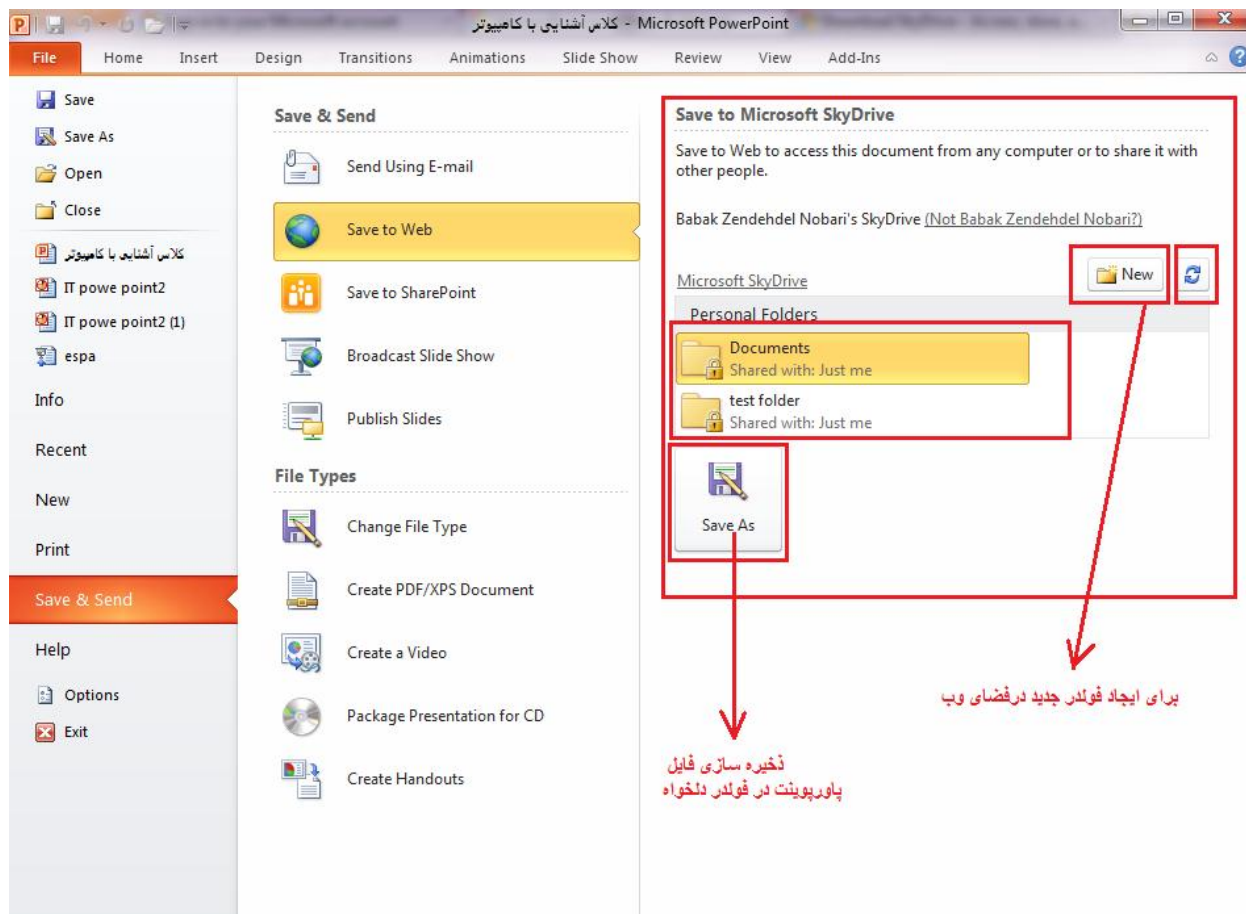 کلاس آشنایی با کامپیوتر - Microsoft PowerPoint
File Home Insert Design Transitions Animations Slide Show Review View Add-Ins
Save
Save As
Open
Close
کلاس آشنایی با کامپیوتر
IT powe point2
IT powe point2 (1)
espa
Info
Recent
New
Print
Save & Send
Help
Options
Exit
Save & Send
Send Using E-mail
Save to Web
Save to SharePoint
Broadcast Slide Show
Publish Slides
File Types
Change File Type
Create PDF/XPS Document
Create a Video
Package Presentation for CD
Create Handouts
Save to Microsoft SkyDrive
Save to Web to access this document from any computer or to share it with
other people.
Babak Zendehdel Nobari's SkyDrive (Not Babak Zendehdel Nobari?)
New
Microsoft SkyDrive
Personal Folders
Documents
Shared with: Just me
test folder
Shared with: Just me
Save As
برای ایجاد فولدر جدید درفضای وب
ذخیره سازی فایل
پاورپوینت در فولدر دلخواه